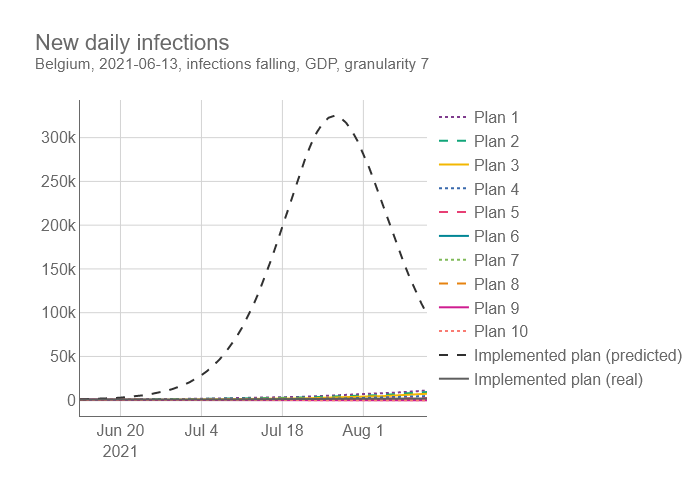 New daily infections
Belgium, 2021-06-13, infections falling, GDP, granularity 7
300k
250k
200k
150k
100k
50k
0
Jun 20
2021
Jul 4
Jul 18
Aug 1
Plan 1
Plan 2
Plan 3
Plan 4
Plan 5
Plan 6
Plan 7
Plan 8
Plan 9
Plan 10
Implemented plan (predicted)
Implemented plan (real)